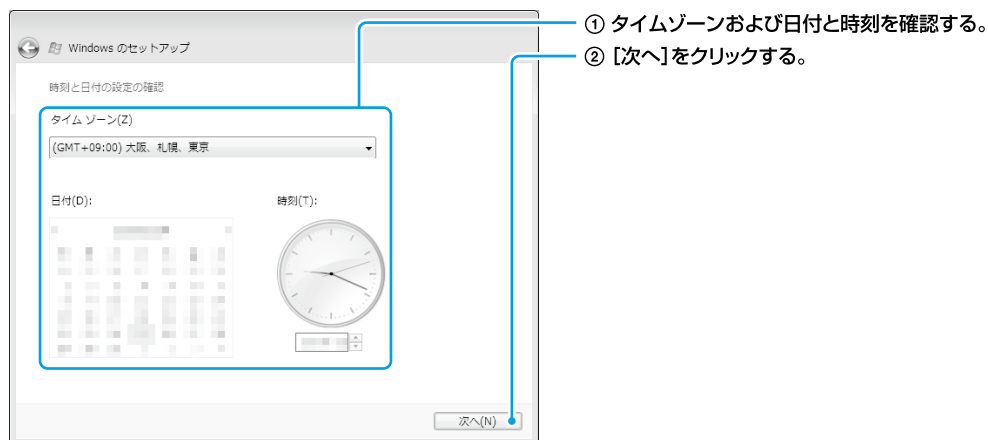 ① タイムゾーンおよび日付と時刻を確認する。
② [次へ]をクリックする。
Windows のセットアップ
時刻と日付の設定の確認
タイム ゾーン(Z)
(GMT+09:00) 大阪、札幌、東京
日付(D):
時刻(T):
次へ(N)